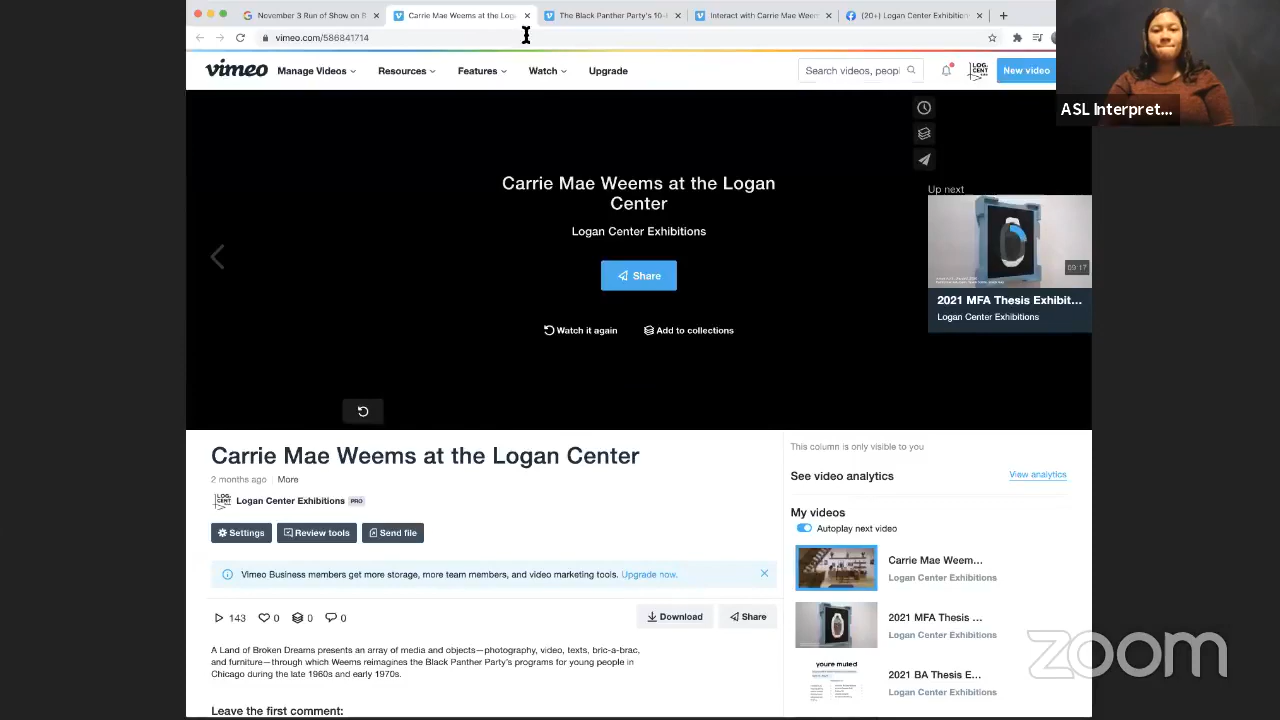 November 3 Run of Show on R
Carrie Mae Weems at the Log
The Black Panther Party's 10-
Interact with Carrie Mae Weem
(20+) Logan Center Exhibition
vimeo.com/586841714
vimeo
Manage Videos
Resources
Features
Watch
Upgrade
Search videos, peopl
LOG. CENT
New video
ASL Interpret...
Carrie Mae Weems at the Logan
Center
Logan Center Exhibitions
Share
Watch it again
Add to collections
Up next
09:17
2021 MFA Thesis Exhibit...
Logan Center Exhibitions
Carrie Mae Weems at the Logan Center
2 months ago More
Logan Center Exhibitions PRO
Settings
Review tools
Send file
Vimeo Business members get more storage, more team members, and video marketing tools. Upgrade now.
143
0
0
0
Download
Share
A Land of Broken Dreams presents an array of media and objects—photography, video, texts, bric-a-brac,
and furniture—through which Weems reimagines the Black Panther Party's programs for young people in
Chicago during the late 1960s and early 1970s.
Leave the first comment:
This column is only visible to you
See video analytics
View analytics
My videos
Autoplay next video
Carrie Mae Weem...
Logan Center Exhibitions
2021 MFA Thesis ...
Logan Center Exhibitions
youre muted
2021 BA Thesis E...
Logan Center Exhibitions
zoom